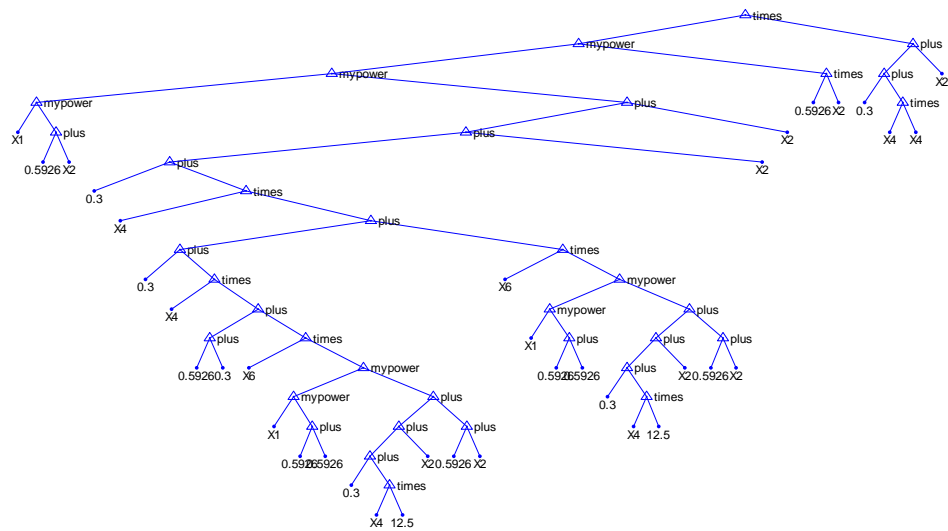 times
mypower plus
mypower times plus X2
mypower plus 0.5926 X2 0.3 times
X1 plus plus X2 X4 X4
0.5926 X2 plus X2
0.3 times
X4 plus
plus times
0.3 times X6 mypower
X4 plus mypower plus
plus times X1 plus plus plus
0.5926 0.3 X6 mypower 0.5926 0.5926 plus X2 0.5926 X2
mypower plus 0.3 times
X1 plus plus plus X4 12.5
0.5926 0.5926 plus X2 0.5926 X2
0.3 times
X4 12.5